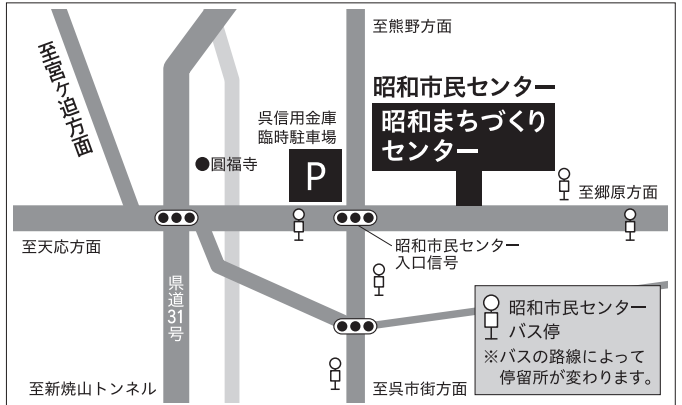 至熊野方面
至宮ケ迫方面
昭和市民センター
昭和まちづくり
センター
呉信用金庫
臨時駐車場
P
●圓福寺
至郷原方面
至天応方面
昭和市民センター
入口信号
県道31号
昭和市民センター
バス停
※バスの路線によって
停留所が変わります。
至新焼山トンネル
至呉市街方面